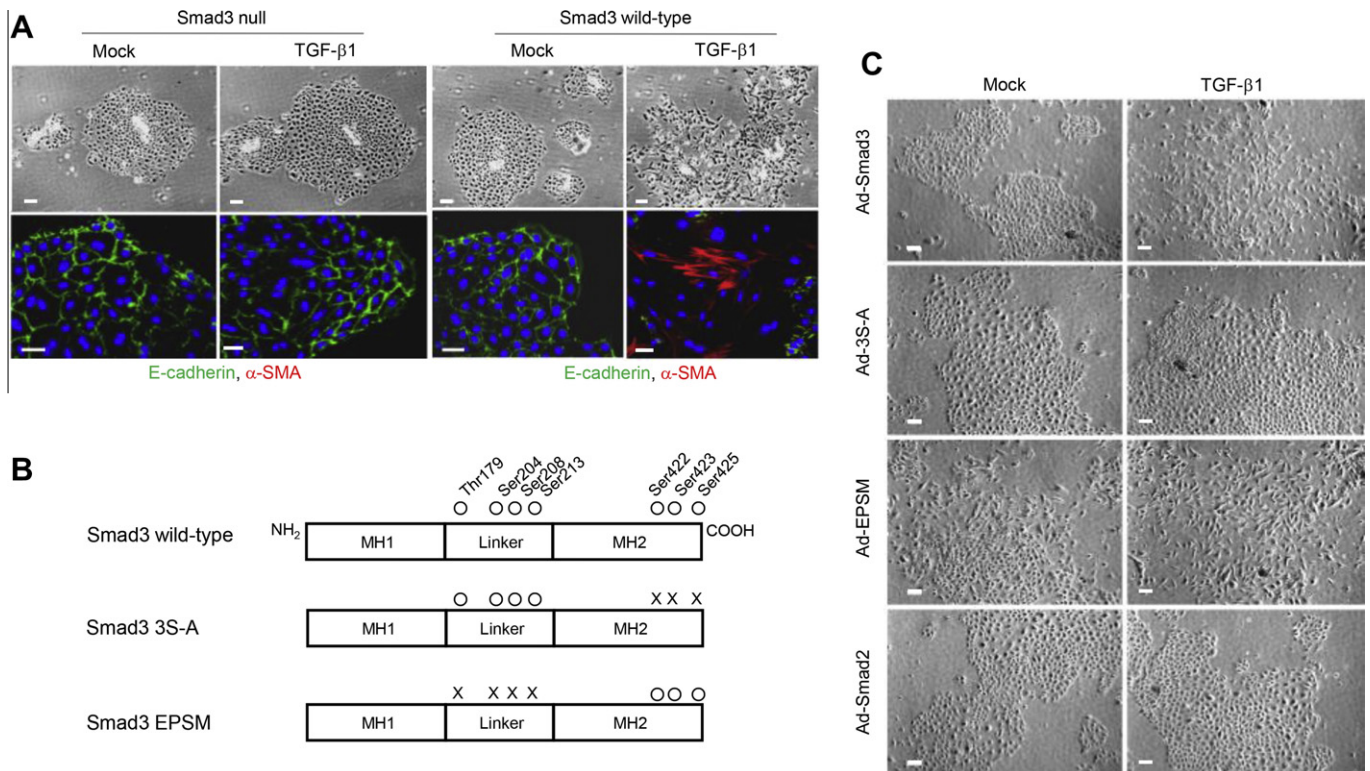 A
Smad3 null
Smad3 wild-type
Mock
TGF-β1
Mock
TGF-β1
E-cadherin, α-SMA
E-cadherin, α-SMA
B
Thr179
Ser204
Ser208
Ser213
Ser422
Ser423
Ser425
Smad3 wild-type
NH2
MH1
Linker
MH2
COOH
X X X
Smad3 3S-A
MH1
Linker
MH2
X X X X
Smad3 EPSM
MH1
Linker
MH2
C
Mock
TGF-β1
Ad-Smad3
Ad-3S-A
Ad-EPSM
Ad-Smad2